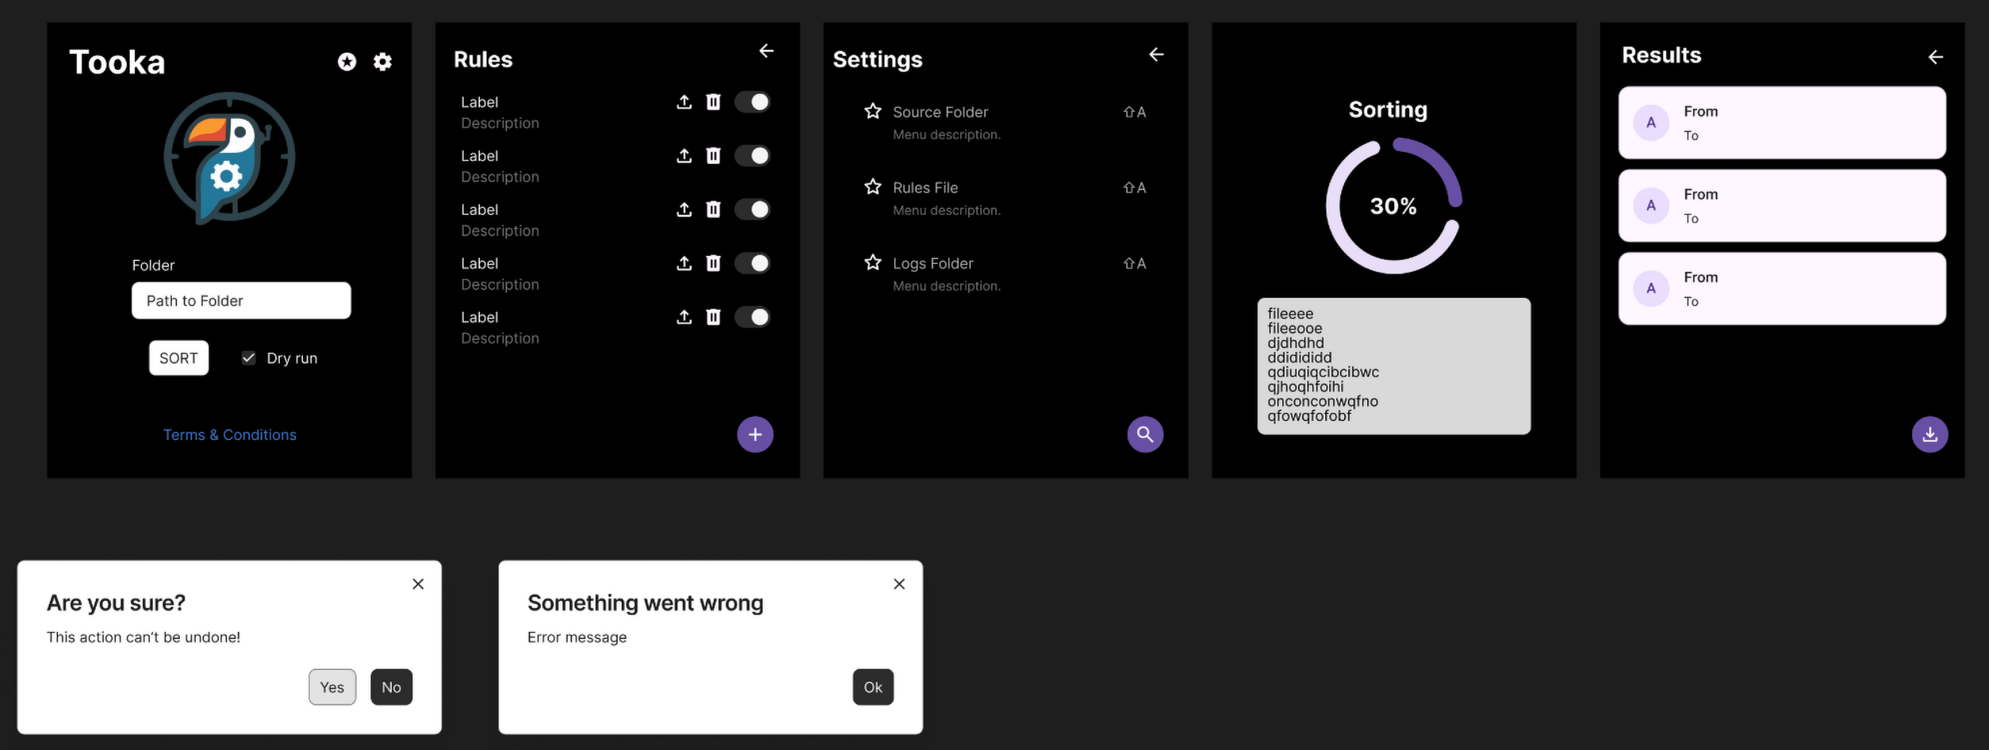 Tooka
Folder
Path to Folder
SORT
Dry run
Terms & Conditions
Rules
Label
Description
Label
Description
Label
Description
Label
Description
Label
Description
Settings
Source Folder
⇧A
Menu description.
Rules File
⇧A
Menu description.
Logs Folder
⇧A
Menu description.
Sorting
30%
fileeee
fileeooe
djdhdhd
ddidididd
qdiuqiqcibcibwc
qjhoqhfoihi
onconconwqfno
qfowqfofobf
Results
A
From
To
A
From
To
A
From
To
Are you sure?
This action can't be undone!
Yes
No
Something went wrong
Error message
Ok